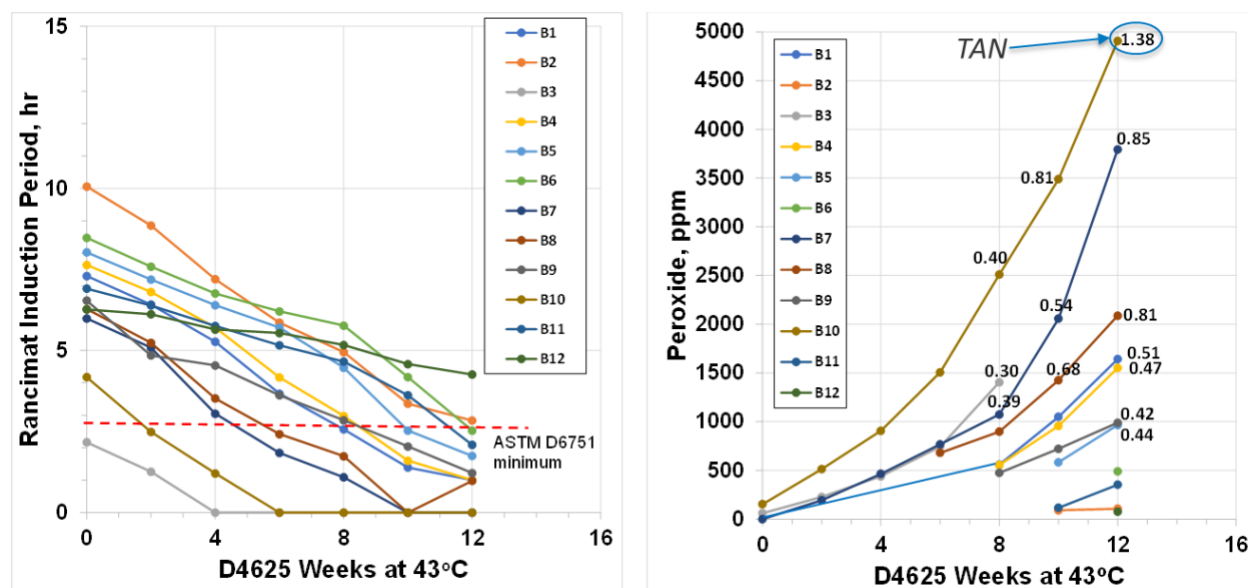 15
10
5
0
Rancimat Induction Period, hr
B1
B2
B3
B4
B5
B6
B7
B8
B9
B10
B11
B12
ASTM D6751
minimum
0 4 8 12 16
D4625 Weeks at 43°C
5000
4500
4000
3500
3000
2500
2000
1500
1000
500
0
Peroxide, ppm
B1
B2
B3
B4
B5
B6
B7
B8
B9
B10
B11
B12
TAN
1.38
0.85
0.81
0.40
0.54
0.81
0.30
0.68
0.39
0.51
0.47
0.42
0.44
0 4 8 12 16
D4625 Weeks at 43°C